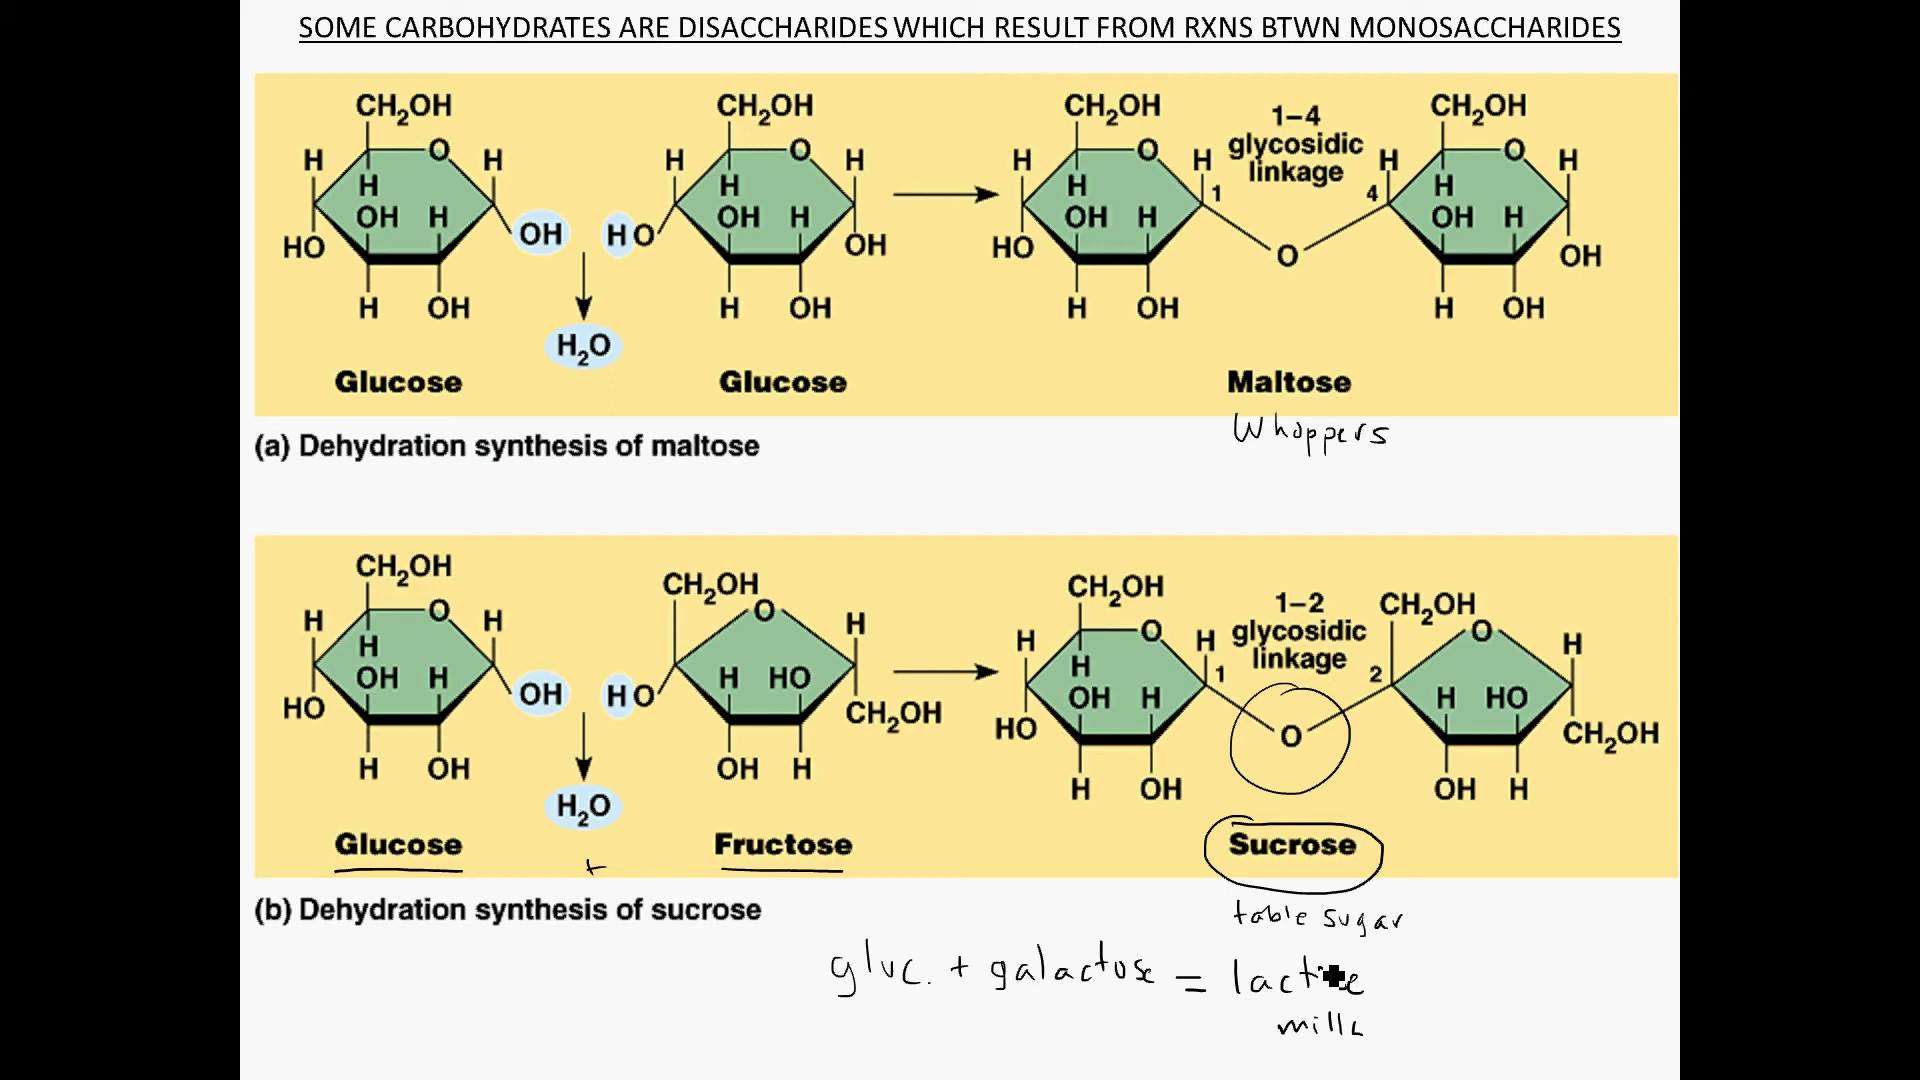 SOME CARBOHYDRATES ARE DISACCHARIDES WHICH RESULT FROM RXNS BTWN MONOSACCHARIDES
CH2OH CH2OH CH2OH 1–4 CH2OH
H O H H O H H O H glycosidic H O H
linkage
H H H 1 4 H
OH H OH H OH H OH H
HO OH HO OH HO O OH
H OH H OH H OH H OH
H2O
Glucose Glucose Maltose
Whoppers
(a) Dehydration synthesis of maltose
CH2OH CH2OH CH2OH 1–2 CH2OH
H O H O H H O H glycosidic O H
linkage
H H 1 2
OH H H HO OH H H HO
HO OH HO CH2OH HO O CH2OH
H OH OH H H OH OH H
H2O
Glucose + Fructose Sucrose
(b) Dehydration synthesis of sucrose
table sugar
gluc. + galactose =
milk